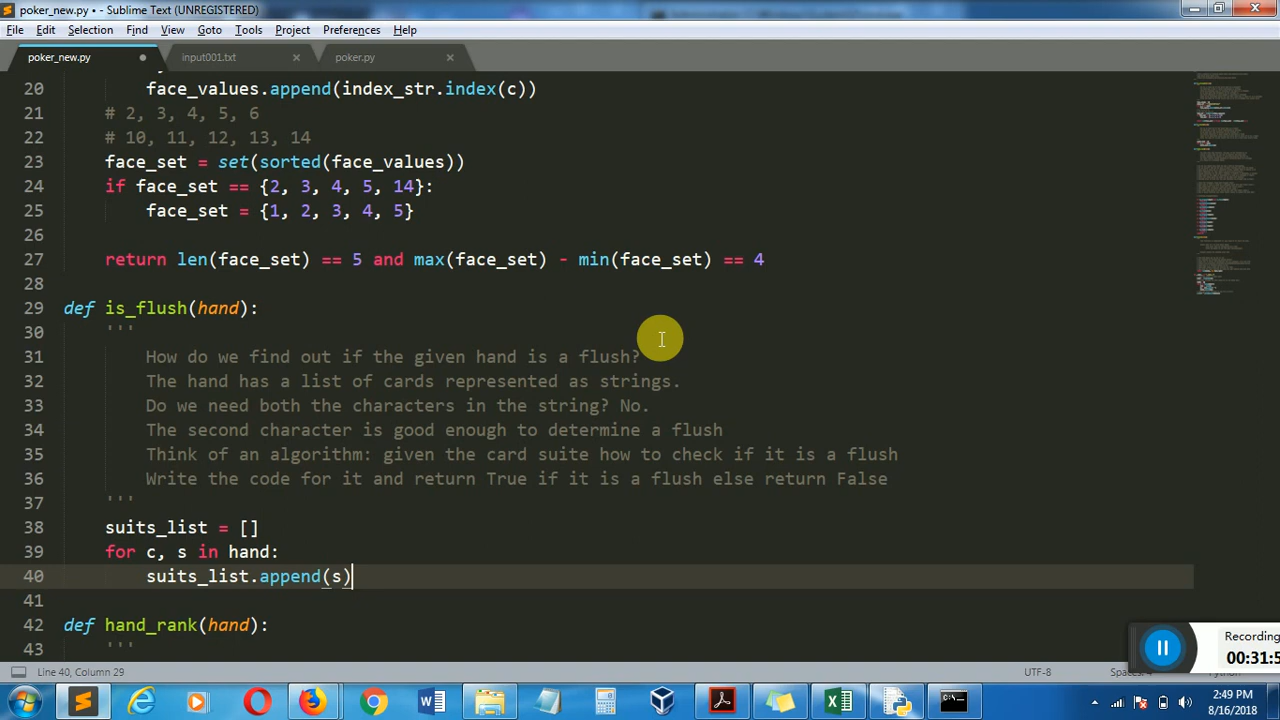 poker_new.py • - Sublime Text (UNREGISTERED)
File Edit Selection Find View Goto Tools Project Preferences Help
poker_new.py input001.txt poker.py
20 face_values.append(index_str.index(c))
21 # 2, 3, 4, 5, 6
22 # 10, 11, 12, 13, 14
23 face_set = set(sorted(face_values))
24 if face_set == {2, 3, 4, 5, 14}:
25 face_set = {1, 2, 3, 4, 5}
26
27 return len(face_set) == 5 and max(face_set) - min(face_set) == 4
28
29 def is_flush(hand):
30 '''
31 How do we find out if the given hand is a flush?
32 The hand has a list of cards represented as strings.
33 Do we need both the characters in the string? No.
34 The second character is good enough to determine a flush
35 Think of an algorithm: given the card suite how to check if it is a flush
36 Write the code for it and return True if it is a flush else return False
37 '''
38 suits_list = []
39 for c, s in hand:
40 suits_list.append(s)
41
42 def hand_rank(hand):
43 '''
Recording
00:31:5
Line 40, Column 29 UTF-8
2:49 PM
8/16/2018